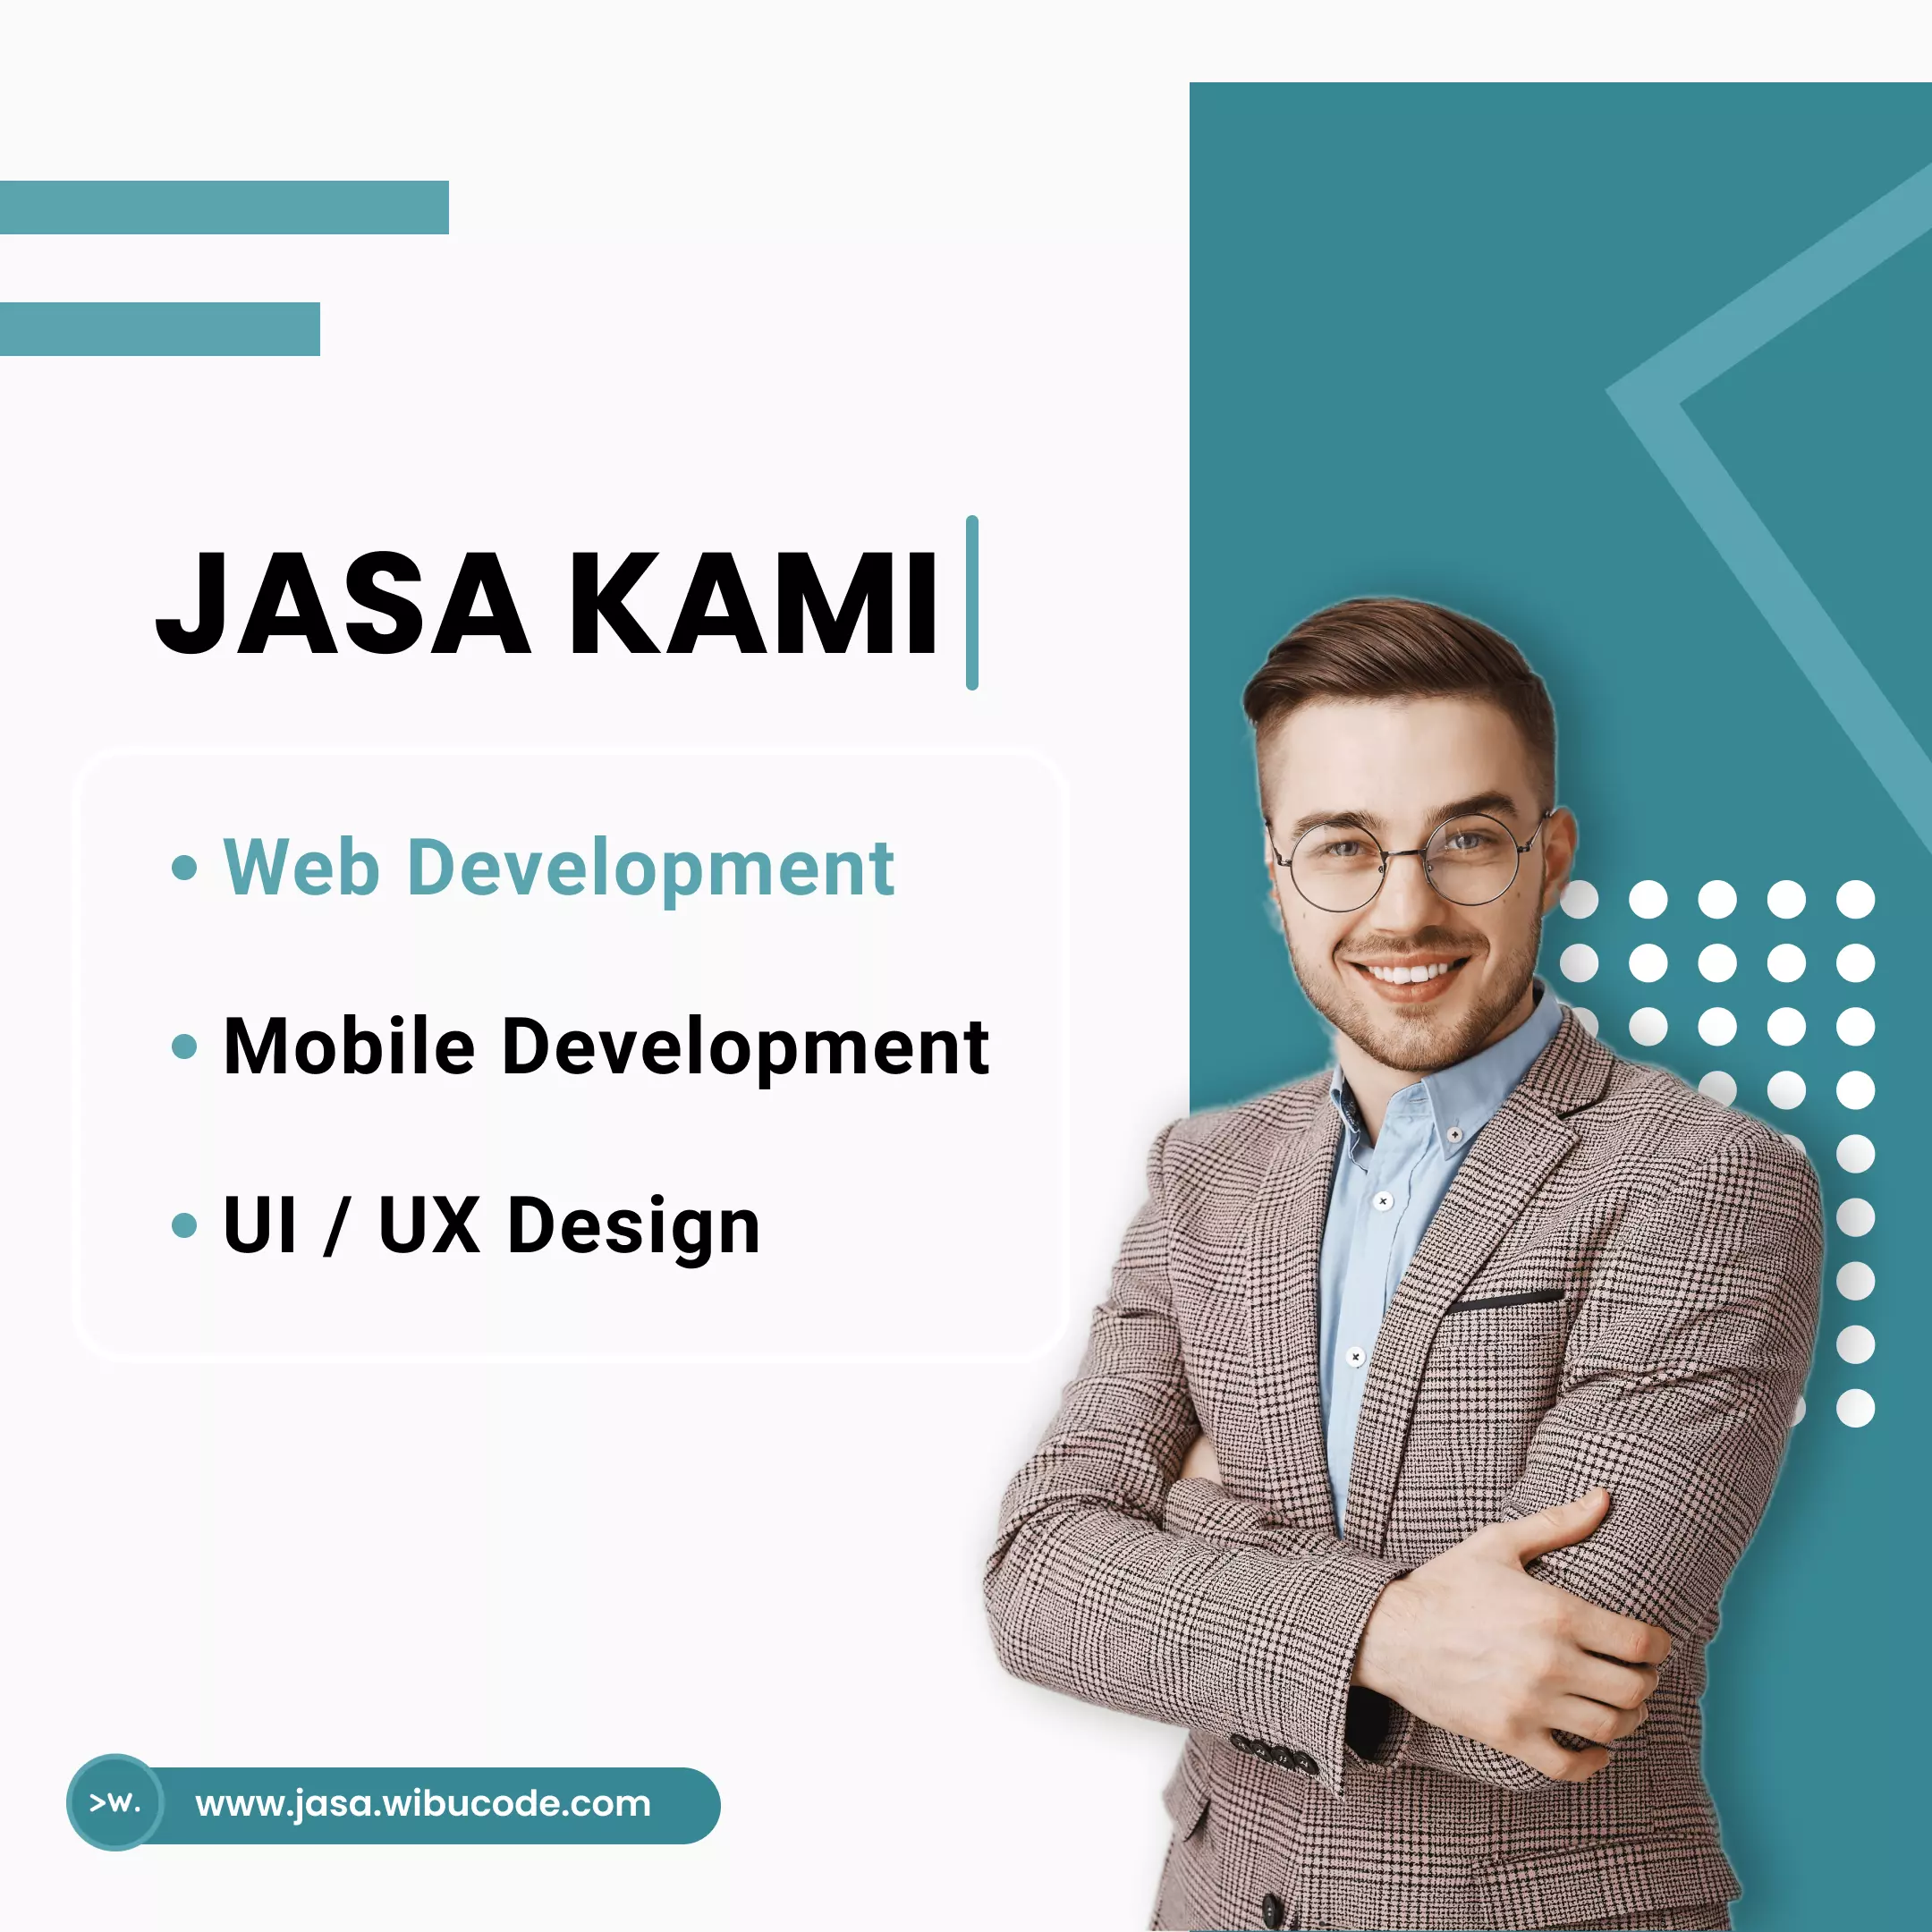 JASA KAMI
• Web Development
• Mobile Development
• UI / UX Design
>w. www.jasa.wibucode.com